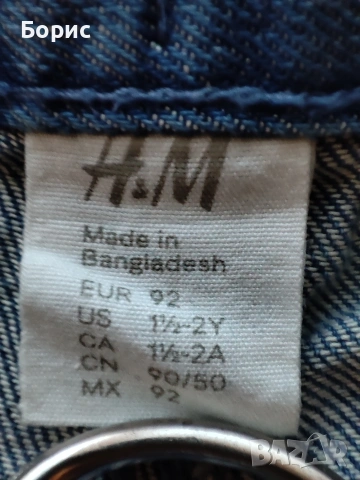 Борис
H&M
Made in
Bangladesh
EUR 92
US 1½-2Y
CA 1½-2A
CN 90/50
MX 92
BAZAR